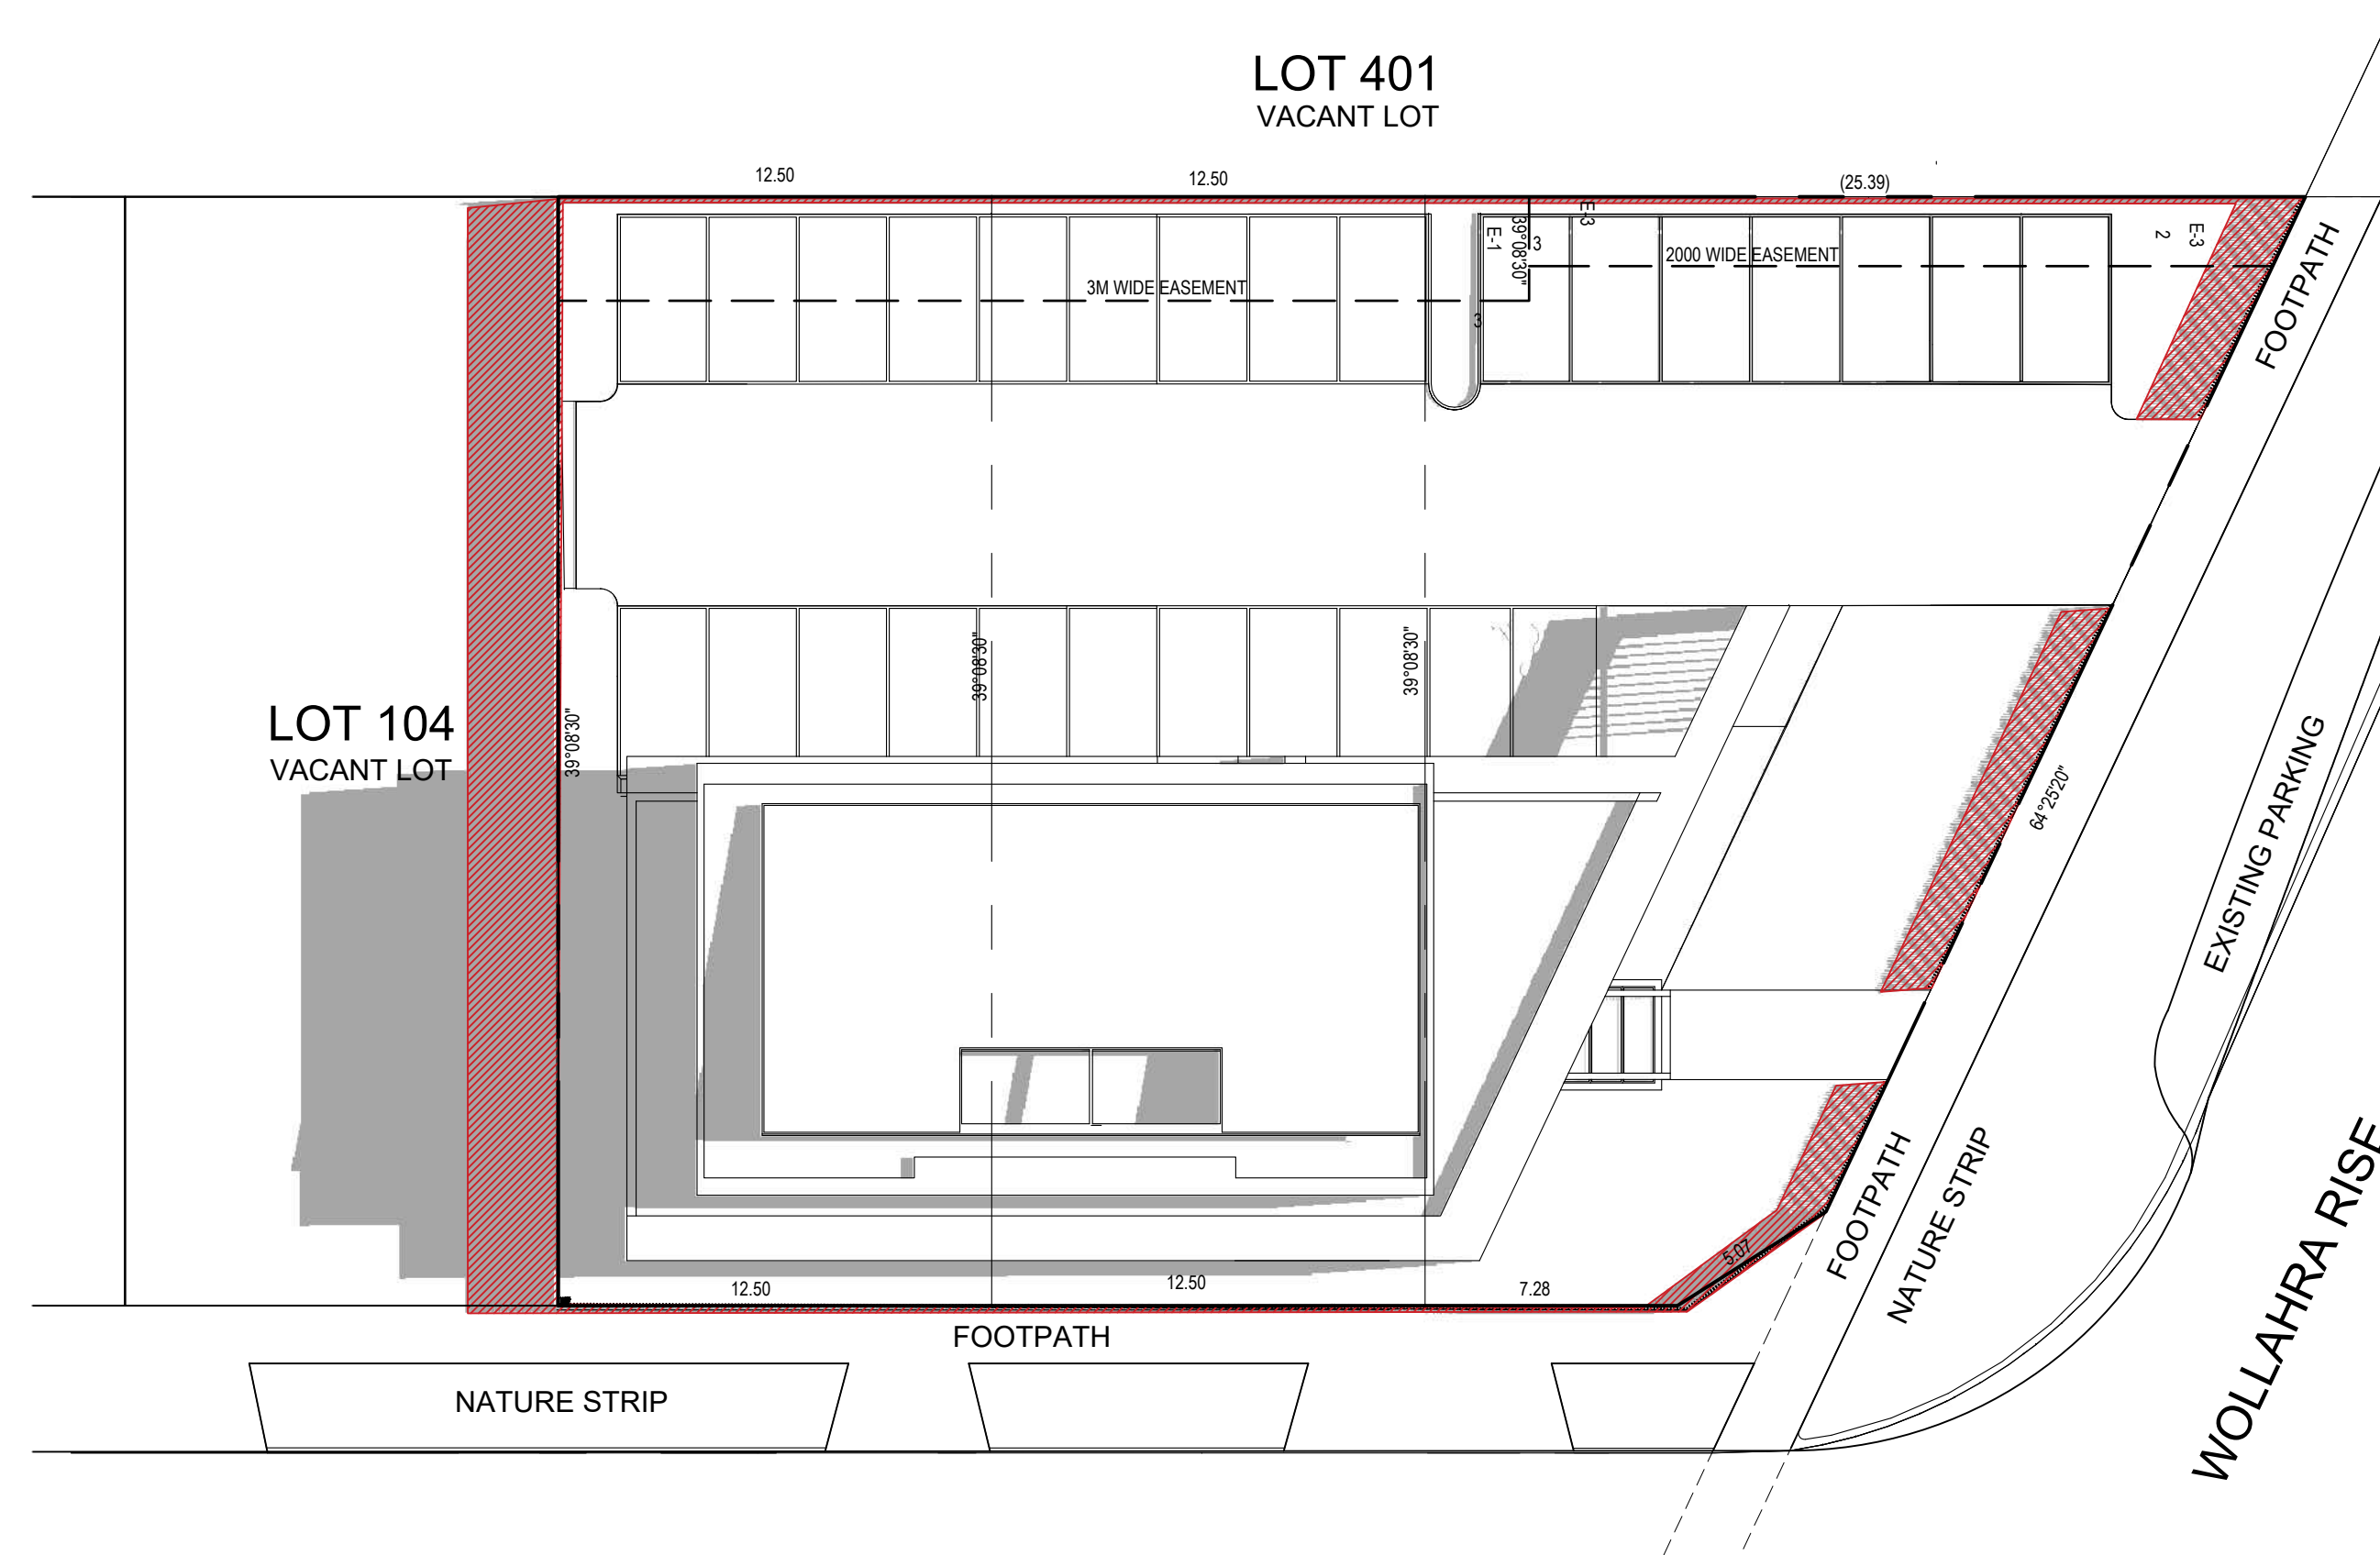 LOT 401
VACANT LOT
12.50
12.50
(25.39)
E-3
E-1
39°08'30"
3
2000 WIDE EASEMENT
2
E-3
3M WIDE EASEMENT
3
FOOTPATH
39°08'30"
39°08'30"
39°08'30"
LOT 104
VACANT LOT
64°25'20"
EXISTING PARKING
FOOTPATH
NATURE STRIP
WOLLAHRA RISE
5.07
12.50
12.50
7.28
FOOTPATH
NATURE STRIP